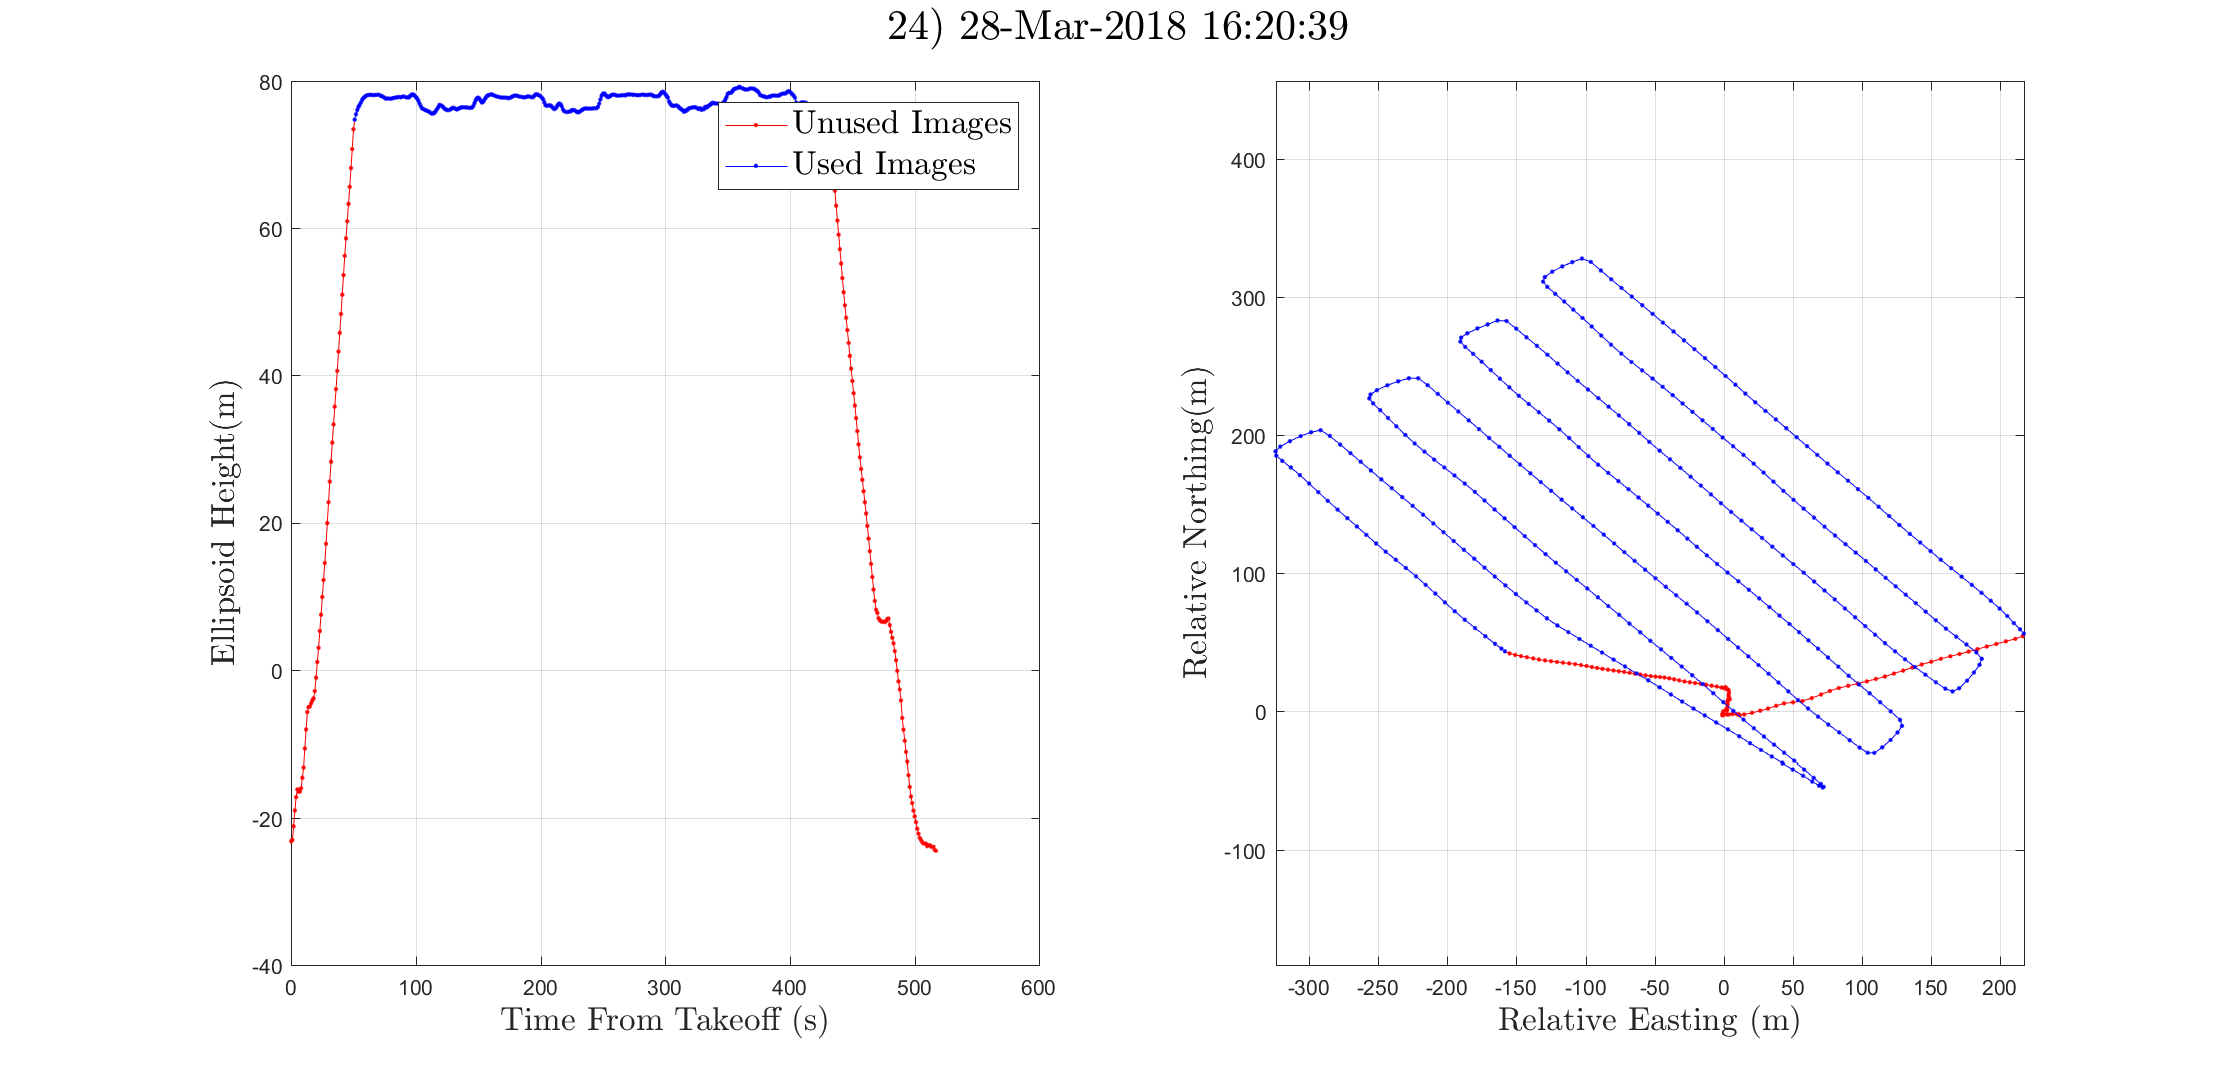 24) 28-Mar-2018 16:20:39
Ellipsoid Height(m)
80
60
40
20
0
-20
-40
0 100 200 300 400 500 600
Time From Takeoff (s)
Unused Images
Used Images
Relative Northing(m)
400
300
200
100
0
-100
-300 -250 -200 -150 -100 -50 0 50 100 150 200
Relative Easting (m)